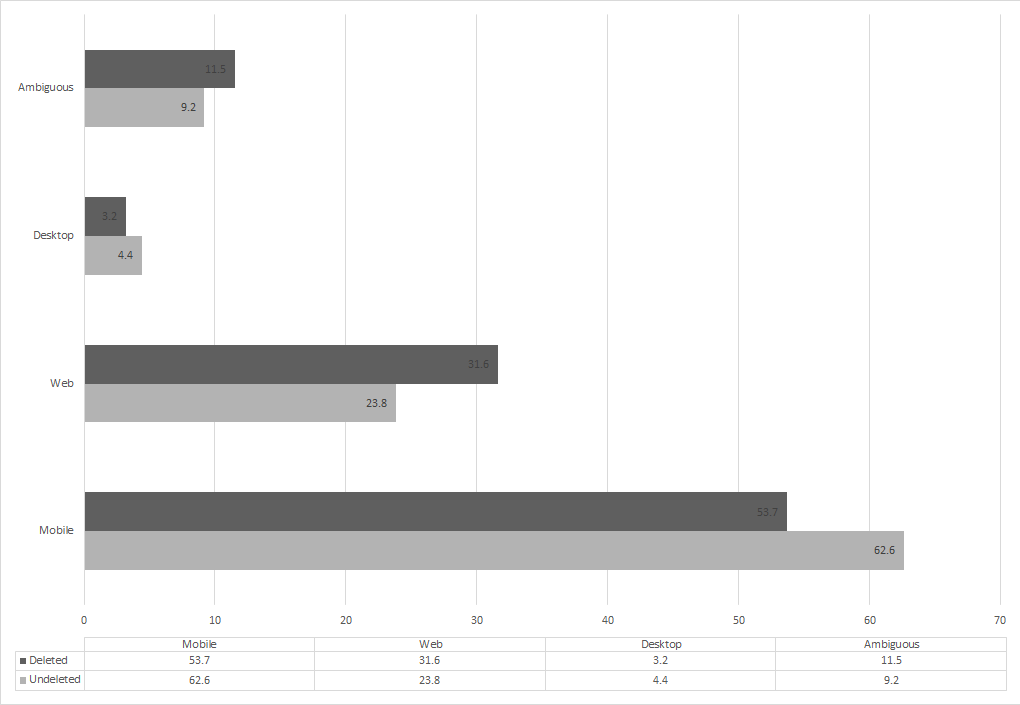 Ambiguous
11.5
9.2
Desktop
3.2
4.4
Web
31.6
23.8
Mobile
53.7
62.6
0 10 20 30 40 50 60 70
Mobile Web Desktop Ambiguous
Deleted 53.7 31.6 3.2 11.5
Undeleted 62.6 23.8 4.4 9.2